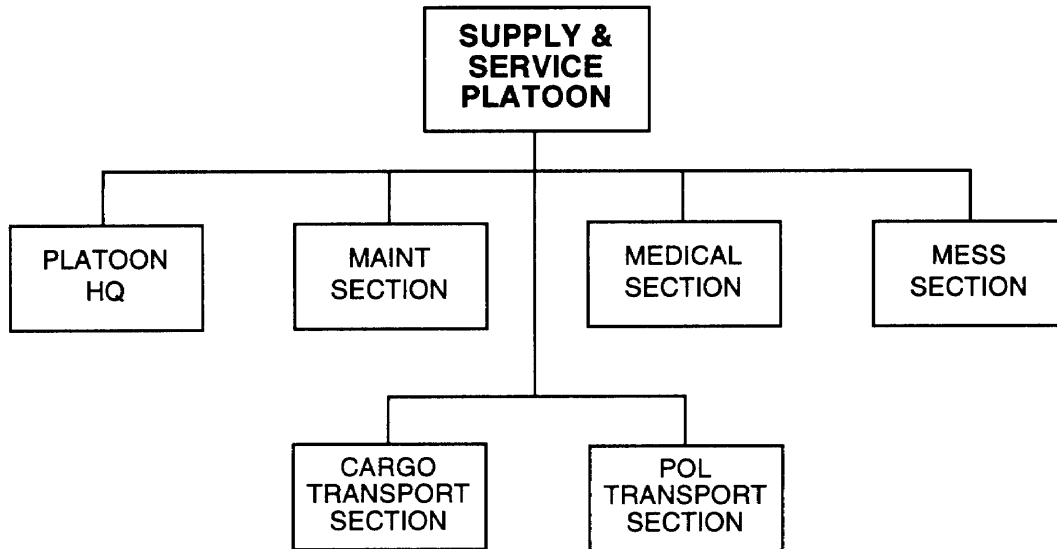 SUPPLY &
SERVICE
PLATOON
PLATOON
HQ
MAINT
SECTION
MEDICAL
SECTION
MESS
SECTION
CARGO
TRANSPORT
SECTION
POL
TRANSPORT
SECTION